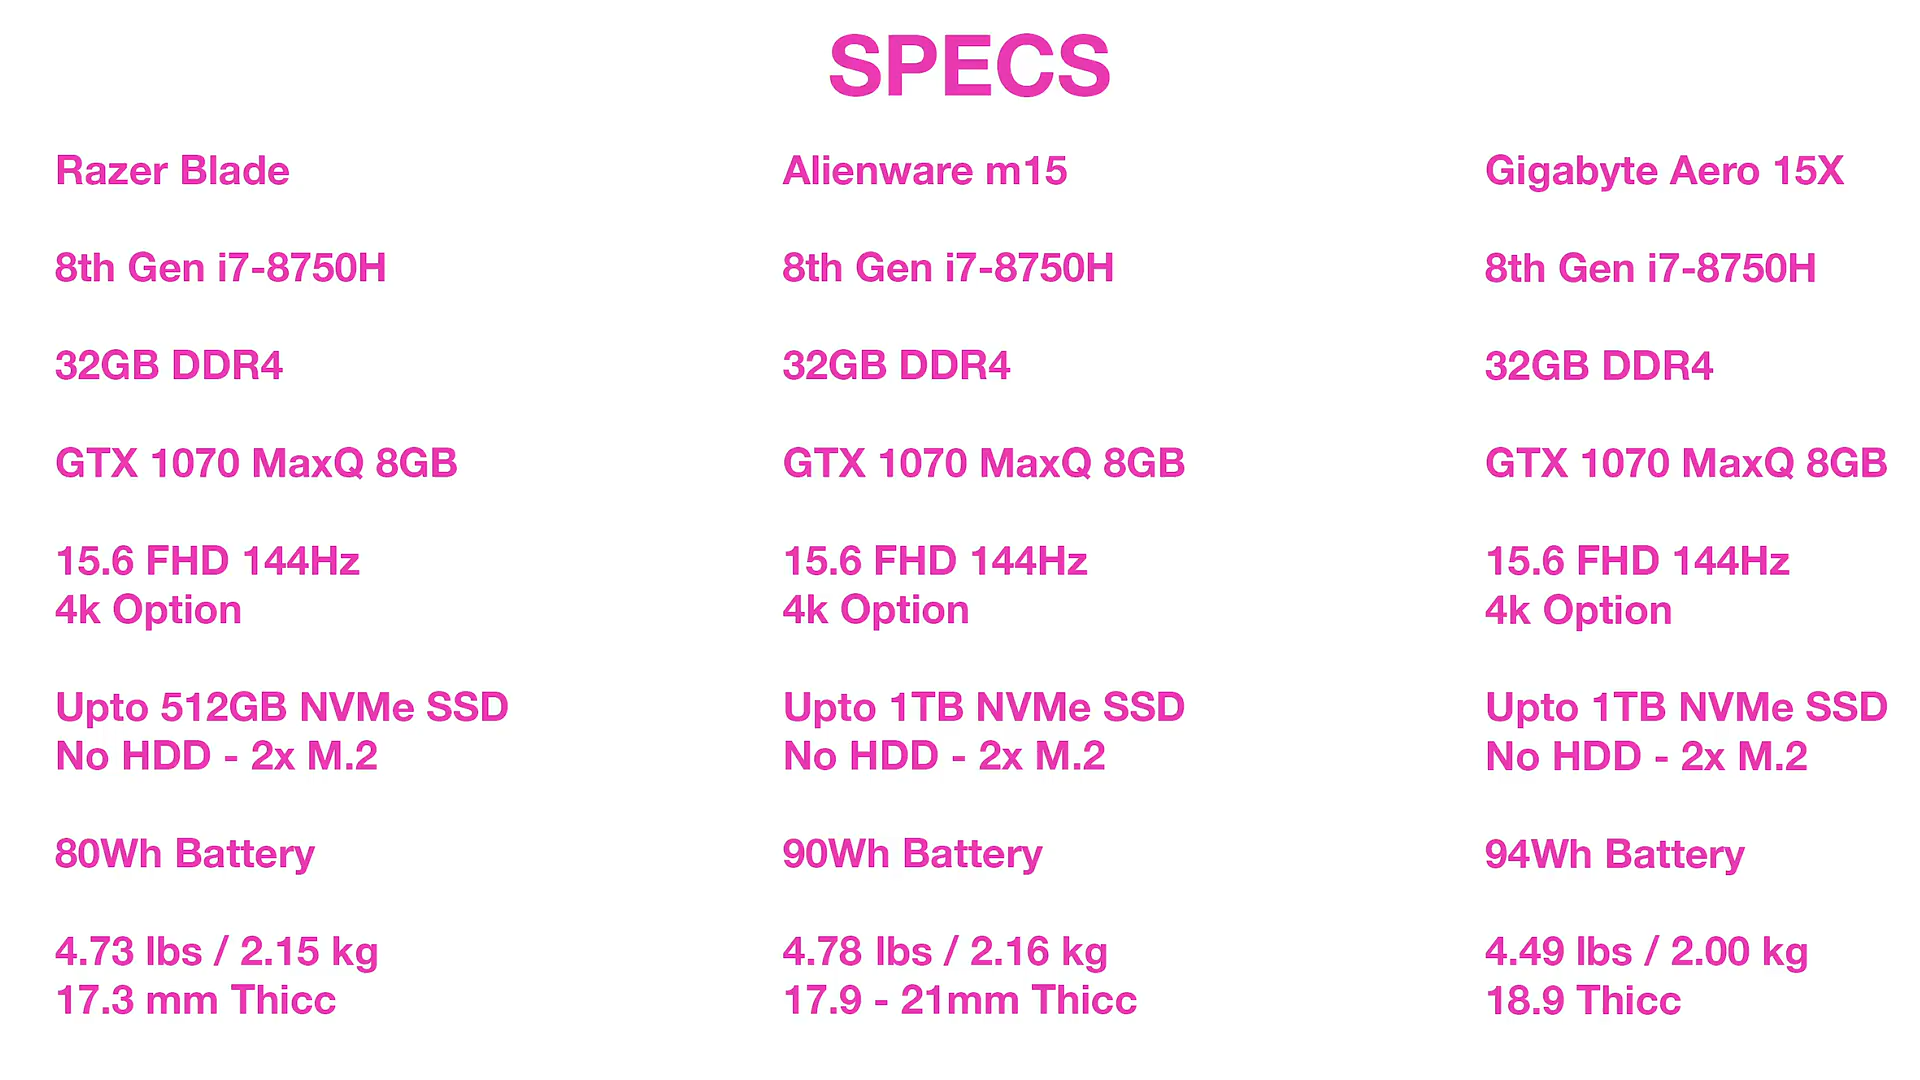 SPECS
Razer Blade
8th Gen i7-8750H
32GB DDR4
GTX 1070 MaxQ 8GB
15.6 FHD 144Hz
4k Option
Upto 512GB NVMe SSD
No HDD - 2x M.2
80Wh Battery
4.73 lbs / 2.15 kg
17.3 mm Thicc
Alienware m15
8th Gen i7-8750H
32GB DDR4
GTX 1070 MaxQ 8GB
15.6 FHD 144Hz
4k Option
Upto 1TB NVMe SSD
No HDD - 2x M.2
90Wh Battery
4.78 lbs / 2.16 kg
17.9 - 21mm Thicc
Gigabyte Aero 15X
8th Gen i7-8750H
32GB DDR4
GTX 1070 MaxQ 8GB
15.6 FHD 144Hz
4k Option
Upto 1TB NVMe SSD
No HDD - 2x M.2
94Wh Battery
4.49 lbs / 2.00 kg
18.9 Thicc